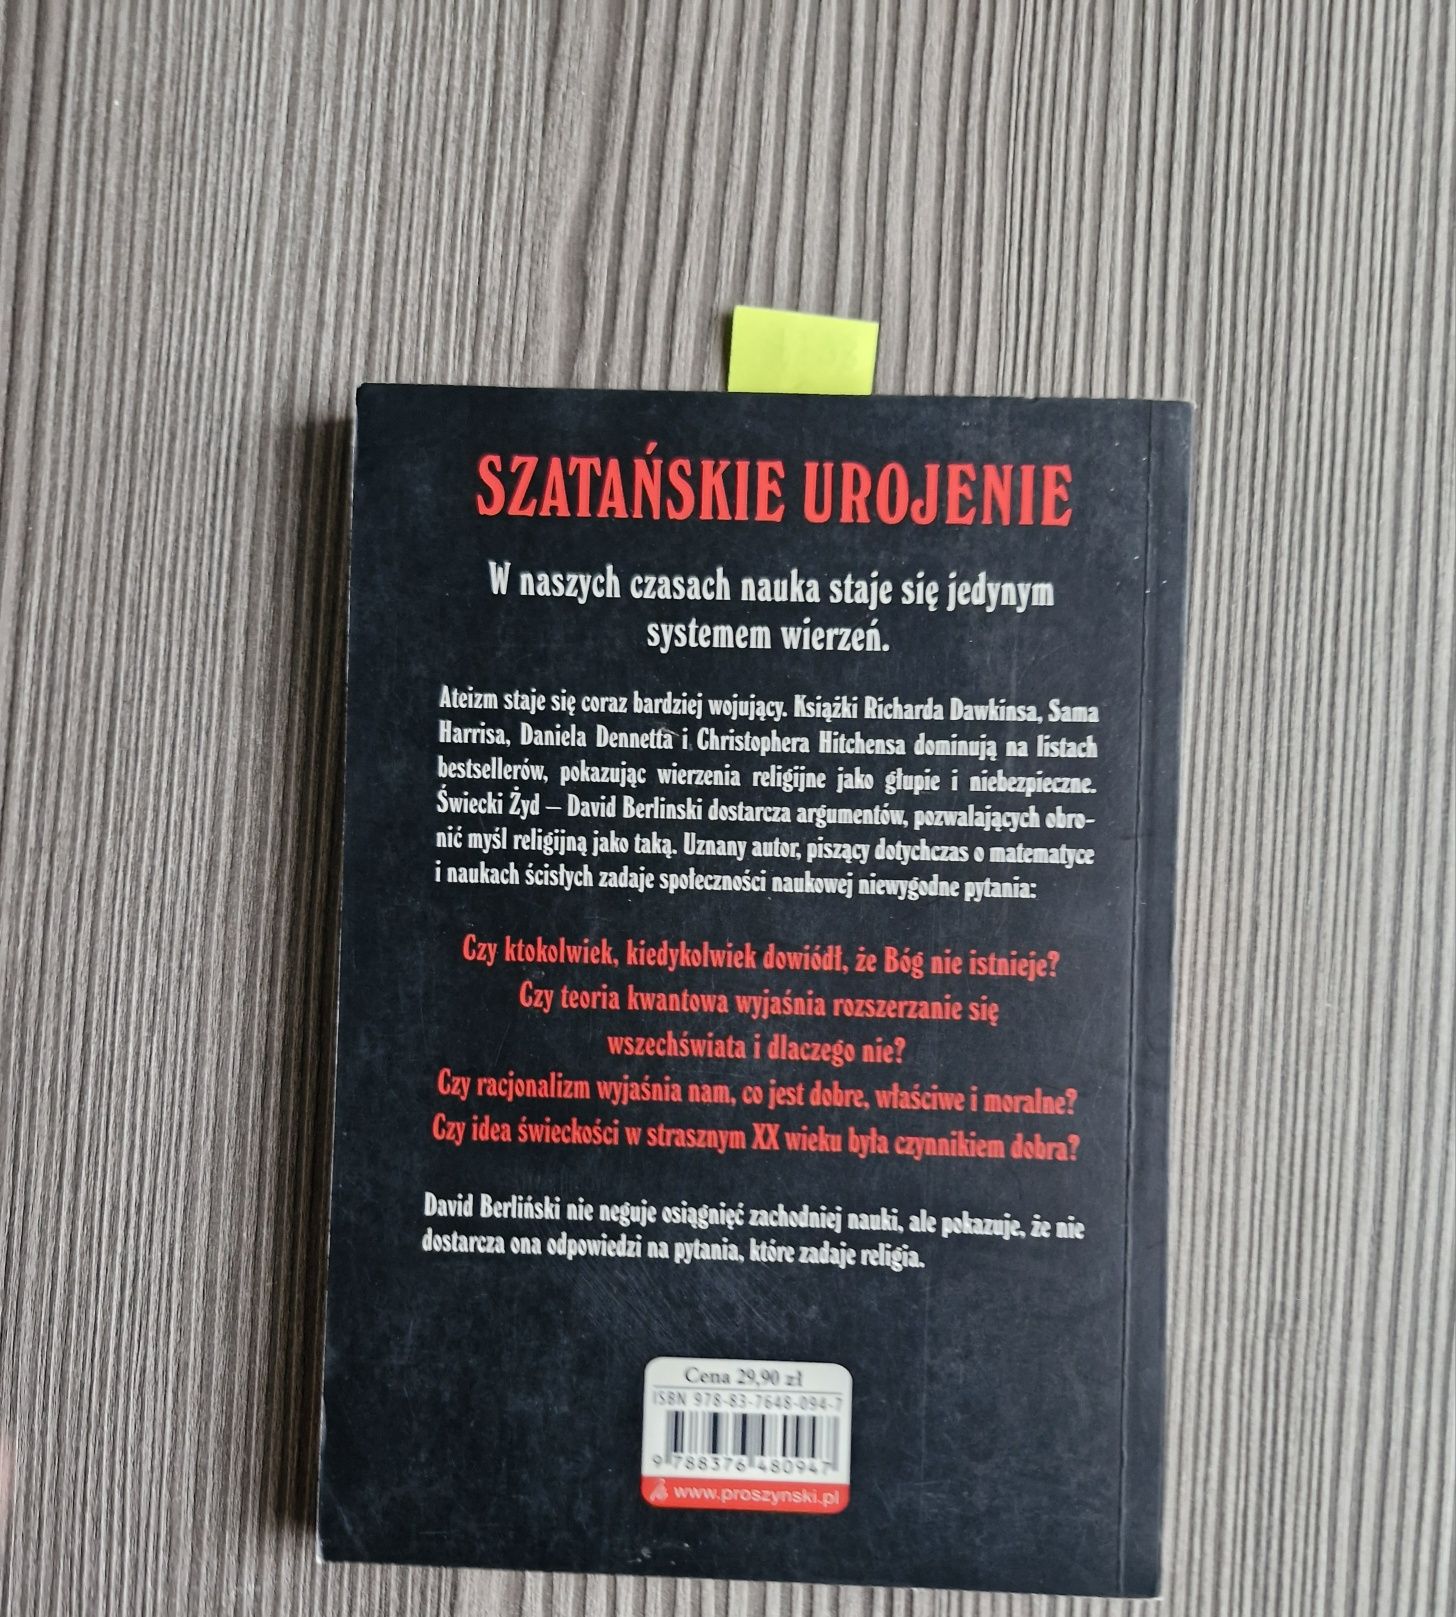 SZATAŃSKIE UROJENIE
W naszych czasach nauka staje się jedynym
systemem wierzeń.
Ateizm staje się coraz bardziej wojujący. Książki Richarda Dawkinsa, Sama
Harrisa, Daniela Dennetta i Christophera Hitchensa dominują na listach
bestsellerów, pokazując wierzenia religijne jako głupie i niebezpieczne.
Świecki Żyd – David Berlinski dostarcza argumentów, pozwalających obro-
nić myśl religijną jako taką. Uznany autor, piszący dotychczas o matematyce
i naukach ścisłych zadaje społeczności naukowej niewygodne pytania:
Czy ktokolwiek, kiedykolwiek dowiódł, że Bóg nie istnieje?
Czy teoria kwantowa wyjaśnia rozszerzanie się
wszechświata i dlaczego nie?
Czy racjonalizm wyjaśnia nam, co jest dobre, właściwe i moralne?
Czy idea świeckości w strasznym XX wieku była czynnikiem dobra?
David Berliński nie neguje osiągnięć zachodniej nauki, ale pokazuje, że nie
dostarcza ona odpowiedzi na pytania, które zadaje religia.
Cena 29,90 zł
ISBN 978-83-7648-094-7
9 788376 480947
www.proszynski.pl